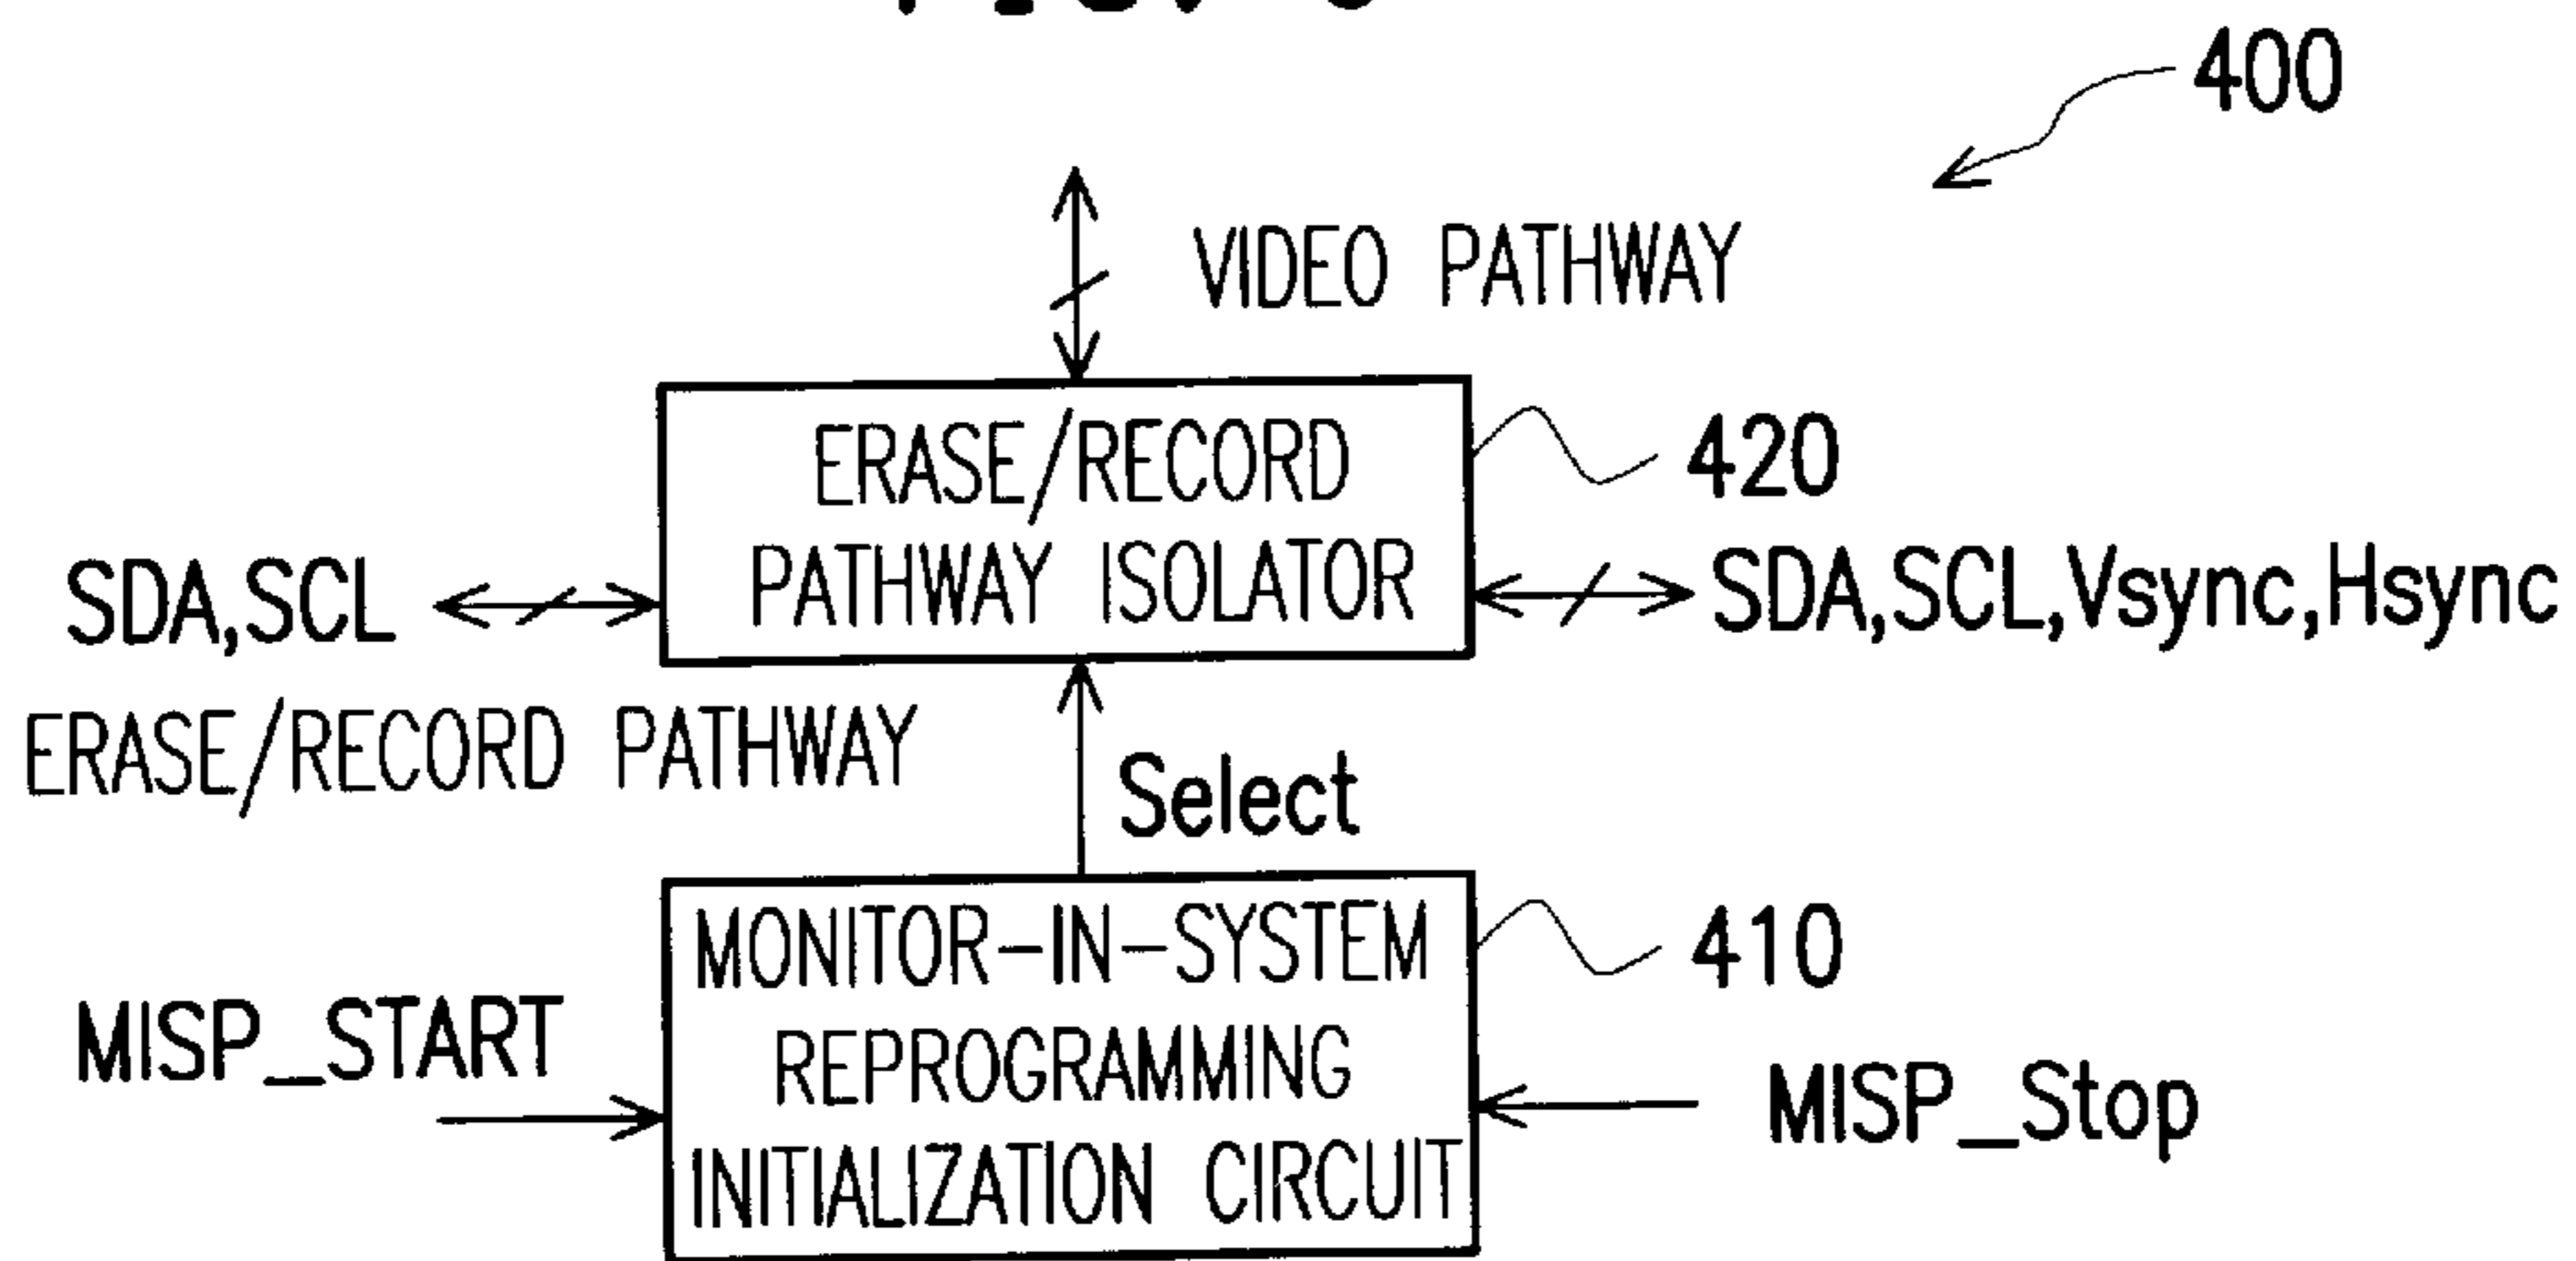 400
VIDEO PATHWAY
ERASE/RECORD
PATHWAY ISOLATOR
420
SDA,SCL
SDA,SCL,Vsync,Hsync
ERASE/RECORD PATHWAY
Select
MONITOR-IN-SYSTEM
REPROGRAMMING
INITIALIZATION CIRCUIT
410
MISP_START
MISP_Stop